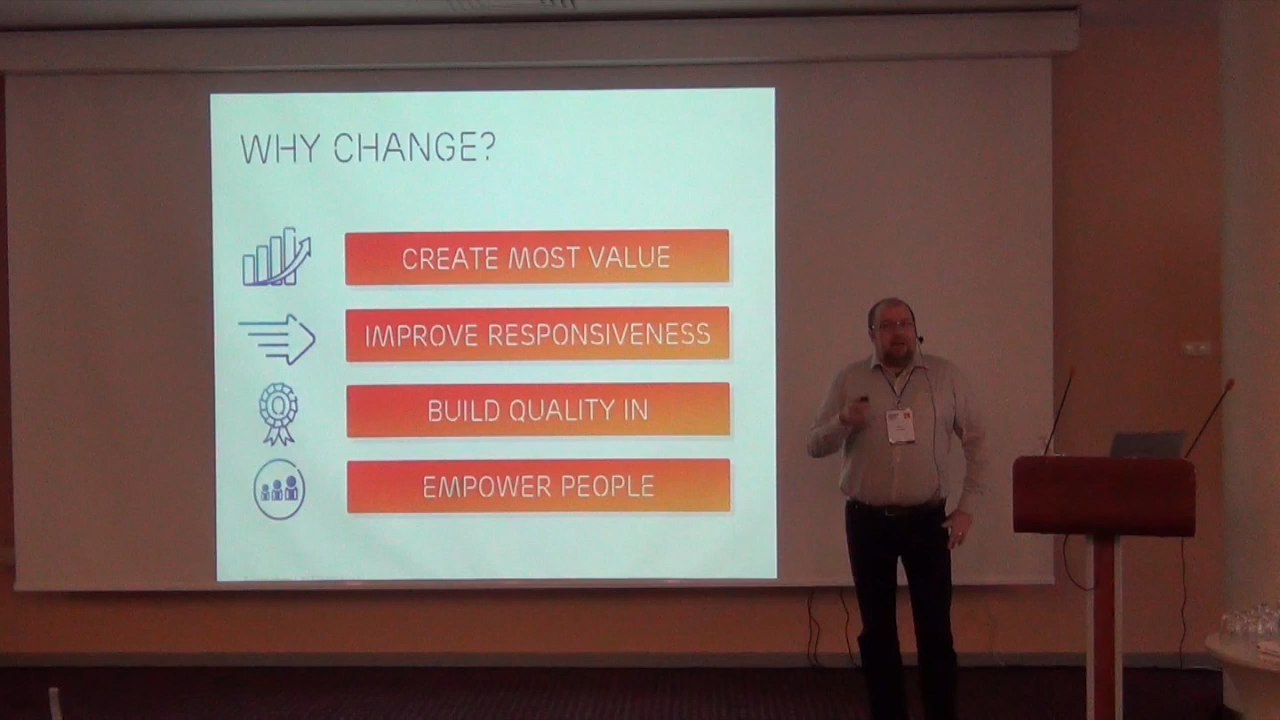 WHY CHANGE?
CREATE MOST VALUE
IMPROVE RESPONSIVENESS
BUILD QUALITY IN
EMPOWER PEOPLE